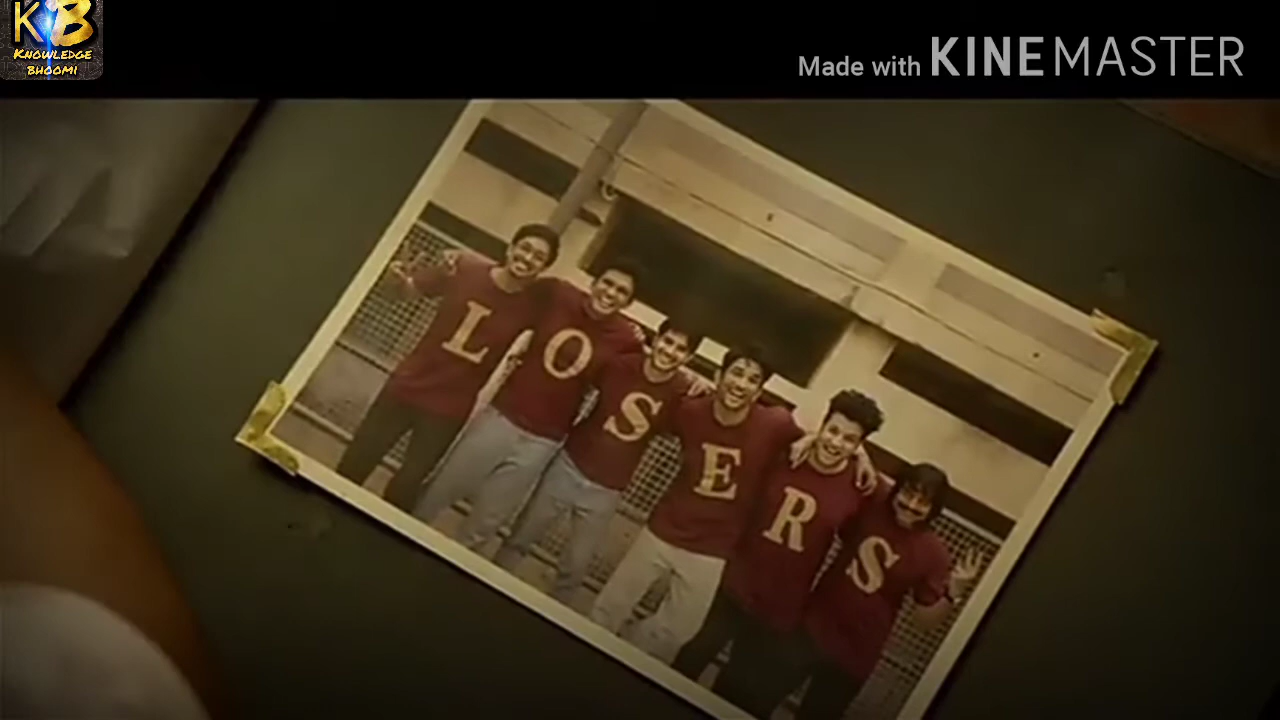 KB
KNOWLEDGE
BHOOMI
Made with KINEMASTER
L O S E R S